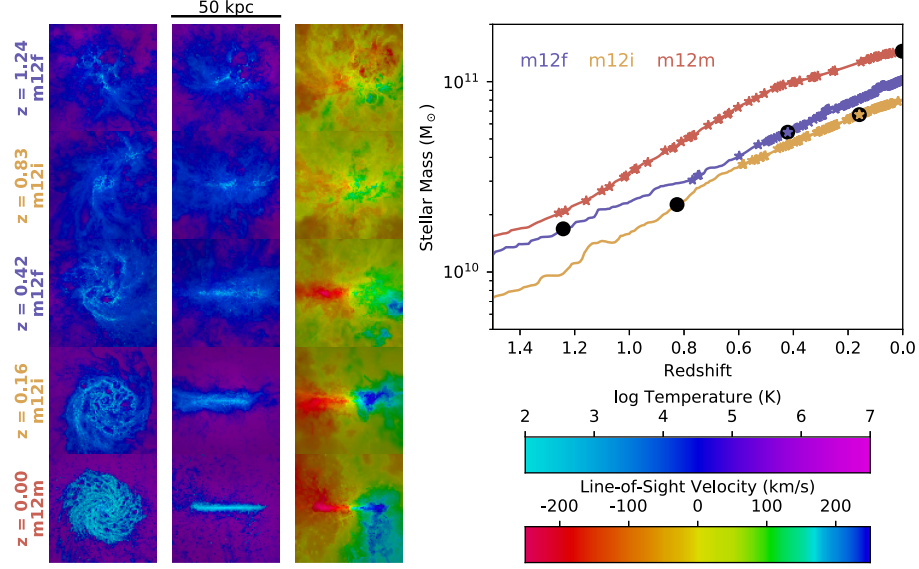 50 kpc
z = 1.24
m12f
z = 0.83
m12i
z = 0.42
m12f
z = 0.16
m12i
z = 0.00
m12m
m12f m12i m12m
Stellar Mass (M☉)
10¹¹
10¹⁰
1.4 1.2 1.0 0.8 0.6 0.4 0.2 0.0
Redshift
log Temperature (K)
2 3 4 5 6 7
Line-of-Sight Velocity (km/s)
-200 -100 0 100 200